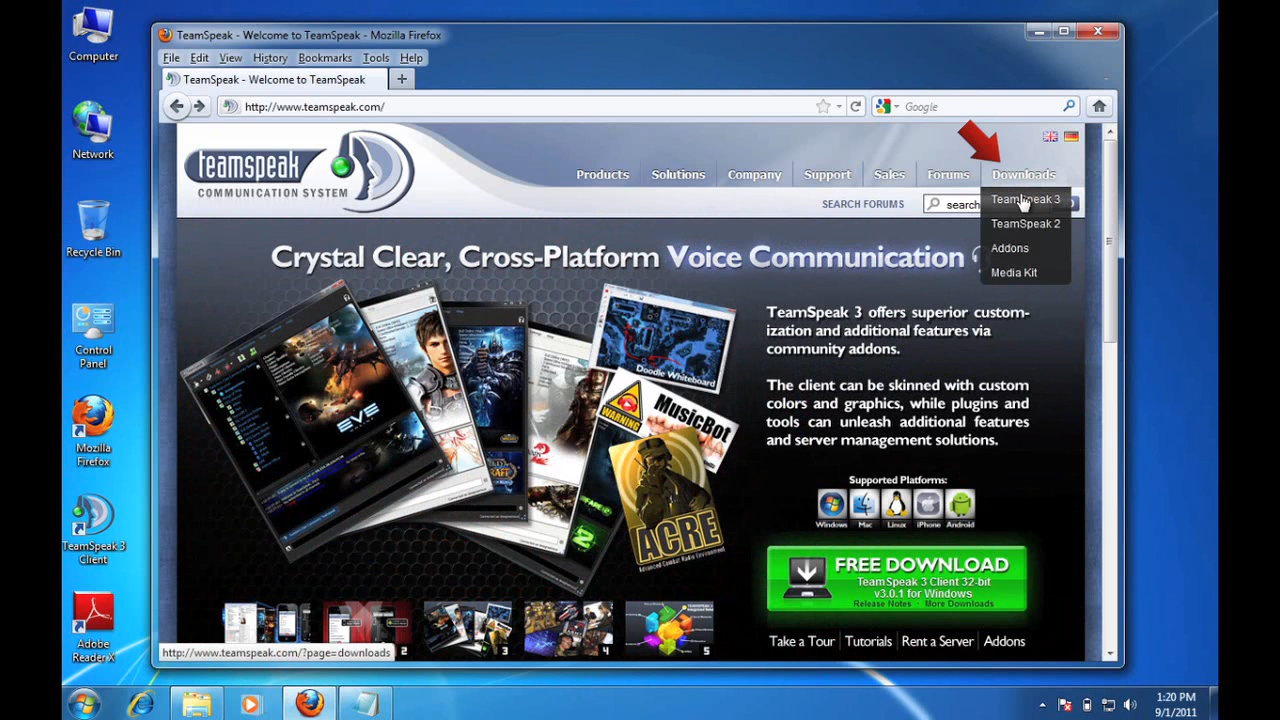 Computer
Network
Recycle Bin
Control
Panel
Mozilla
Firefox
TeamSpeak 3
Client
Adobe
Reader X
TeamSpeak - Welcome to TeamSpeak - Mozilla Firefox
File Edit View History Bookmarks Tools Help
TeamSpeak - Welcome to TeamSpeak
http://www.teamspeak.com/
Google
teamspeak
COMMUNICATION SYSTEM
Products Solutions Company Support Sales Forums Downloads
SEARCH FORUMS
search
TeamSpeak 3
TeamSpeak 2
Addons
Media Kit
Crystal Clear, Cross-Platform Voice Communication
EVE
Doodle Whiteboard
WARNING
MusicBot
ACRE
Advanced Combat Radio Environment
TeamSpeak 3 offers superior custom-
ization and additional features via
community addons.
The client can be skinned with custom
colors and graphics, while plugins and
tools can unleash additional features
and server management solutions.
Supported Platforms:
Windows Mac Linux iPhone Android
FREE DOWNLOAD
TeamSpeak 3 Client 32-bit
v3.0.1 for Windows
Release Notes - More Downloads
2 3 4 5
Take a Tour Tutorials Rent a Server Addons
http://www.teamspeak.com/?page=downloads
1:20 PM
9/1/2011